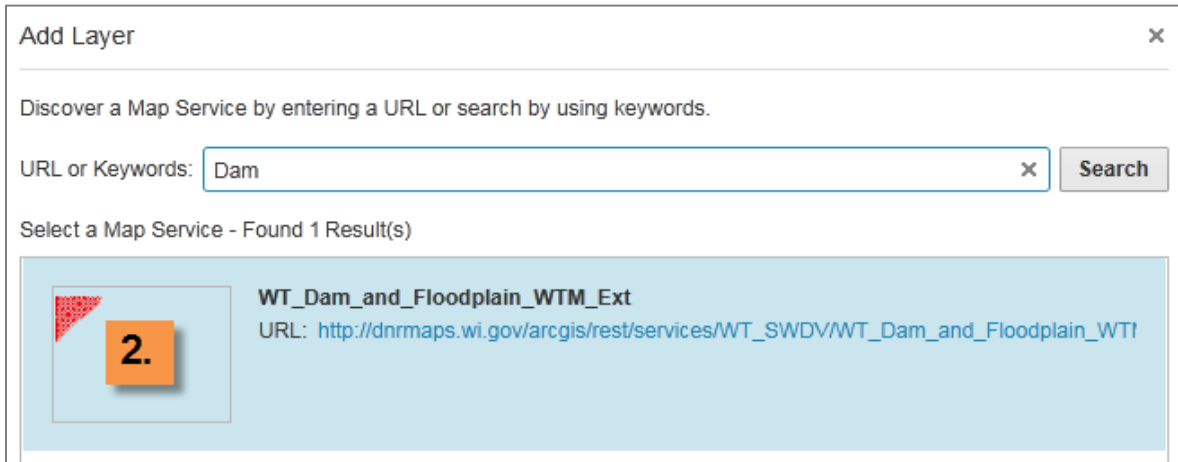 Add Layer
Discover a Map Service by entering a URL or search by using keywords.
URL or Keywords: Dam Search
Select a Map Service - Found 1 Result(s)
WT_Dam_and_Floodplain_WTM_Ext
URL: http://dnrmaps.wi.gov/arcgis/rest/services/WT_SWDV/WT_Dam_and_Floodplain_WTM
2.